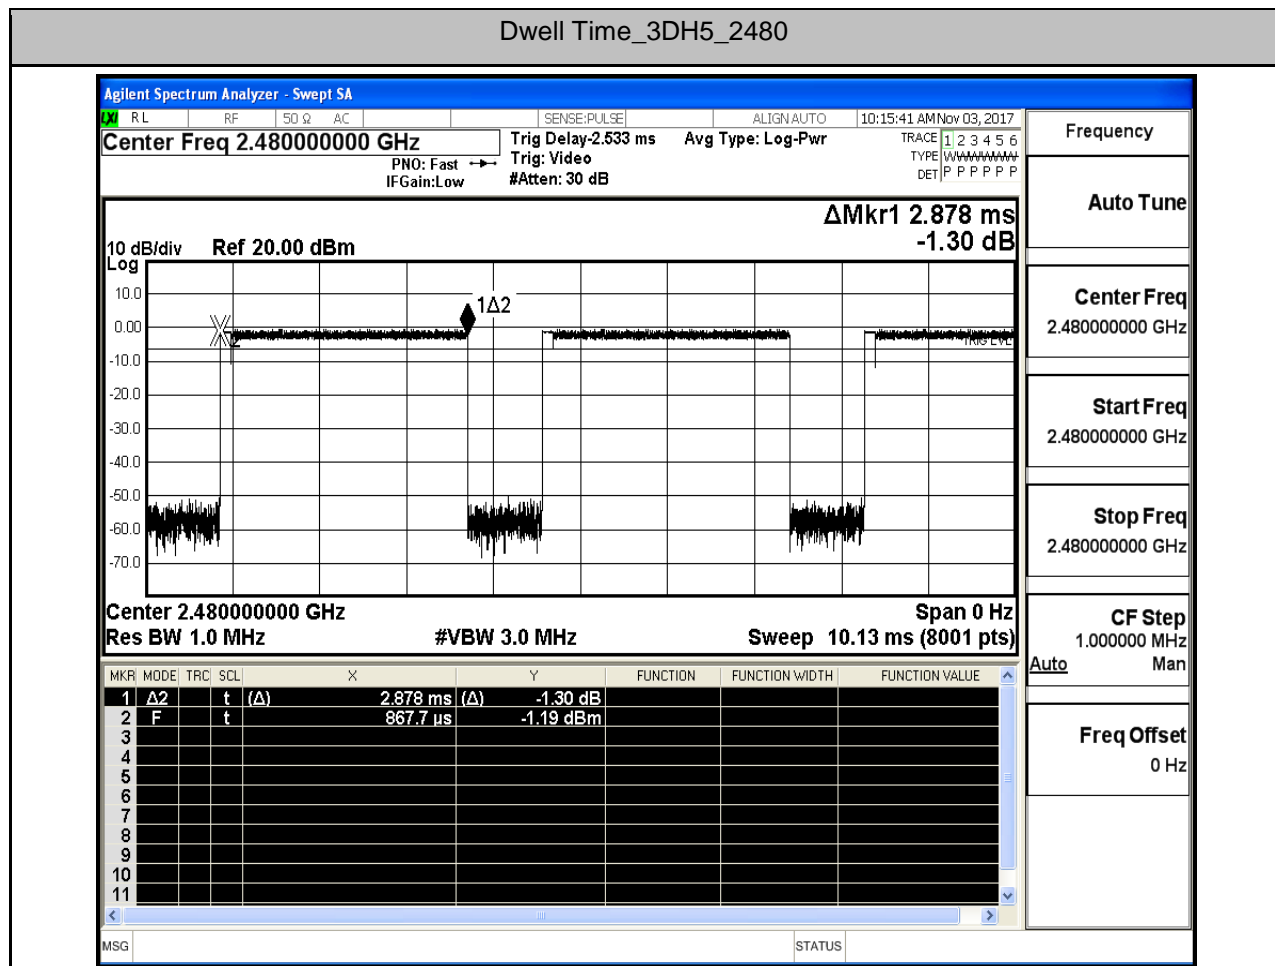 Dwell Time_3DH5_2480
Agilent Spectrum Analyzer - Swept SA
LXI RL RF 50 Ω AC SENSE:PULSE ALIGN AUTO 10:15:41 AM Nov 03, 2017
Center Freq 2.480000000 GHz
PNO: Fast
IFGain:Low
Trig Delay-2.533 ms
Trig: Video
#Atten: 30 dB
Avg Type: Log-Pwr
TRACE 1 2 3 4 5 6
TYPE WWWWWW
DET P P P P P P
ΔMkr1 2.878 ms
-1.30 dB
10 dB/div Ref 20.00 dBm
Log
10.0
0.00
-10.0
-20.0
-30.0
-40.0
-50.0
-60.0
-70.0
1Δ2
TRIG LVL
Center 2.480000000 GHz Span 0 Hz
Res BW 1.0 MHz #VBW 3.0 MHz Sweep 10.13 ms (8001 pts)
MKR MODE TRC SCL X Y FUNCTION FUNCTION WIDTH FUNCTION VALUE
1 Δ2 t (Δ) 2.878 ms (Δ) -1.30 dB
2 F t 867.7 µs -1.19 dBm
3
4
5
6
7
8
9
10
11
MSG STATUS
Frequency
Auto Tune
Center Freq
2.480000000 GHz
Start Freq
2.480000000 GHz
Stop Freq
2.480000000 GHz
CF Step
1.000000 MHz
Auto Man
Freq Offset
0 Hz